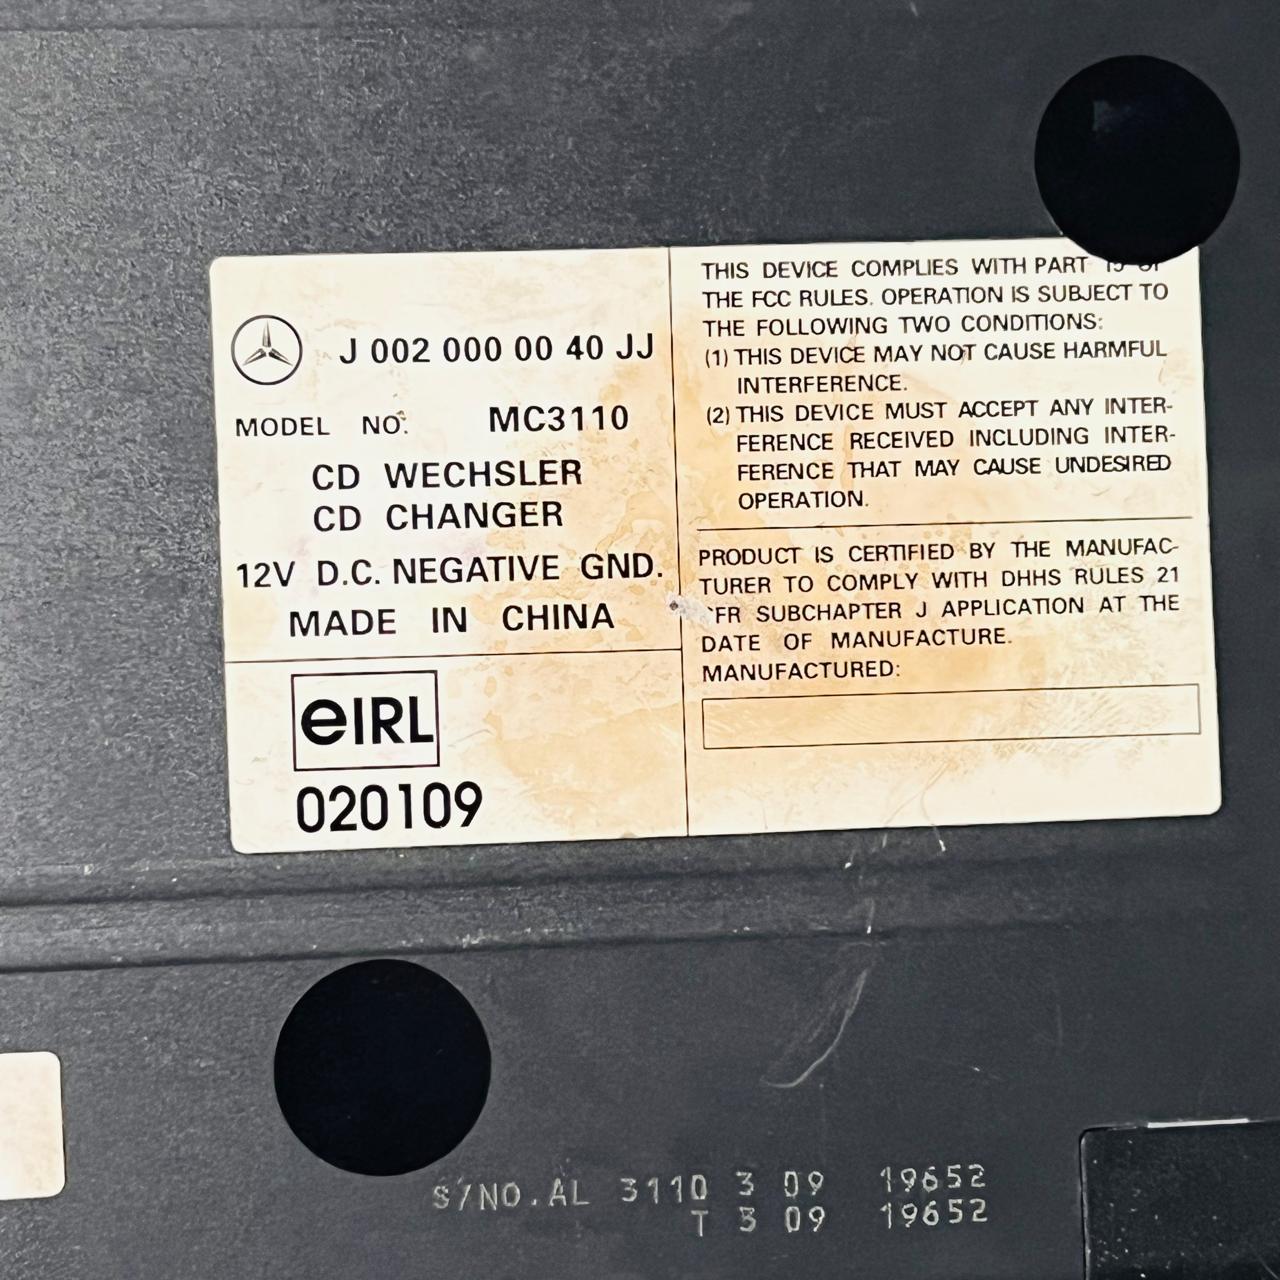 J 002 000 00 40 JJ
MODEL NO. MC3110
CD WECHSLER
CD CHANGER
12V D.C. NEGATIVE GND.
MADE IN CHINA
eIRL
020109
THIS DEVICE COMPLIES WITH PART 15 OF
THE FCC RULES. OPERATION IS SUBJECT TO
THE FOLLOWING TWO CONDITIONS:
(1) THIS DEVICE MAY NOT CAUSE HARMFUL
INTERFERENCE.
(2) THIS DEVICE MUST ACCEPT ANY INTER-
FERENCE RECEIVED INCLUDING INTER-
FERENCE THAT MAY CAUSE UNDESIRED
OPERATION.
PRODUCT IS CERTIFIED BY THE MANUFAC-
TURER TO COMPLY WITH DHHS RULES 21
CFR SUBCHAPTER J APPLICATION AT THE
DATE OF MANUFACTURE.
MANUFACTURED:
S/NO.AL 3110 3 09 19652
T 3 09 19652